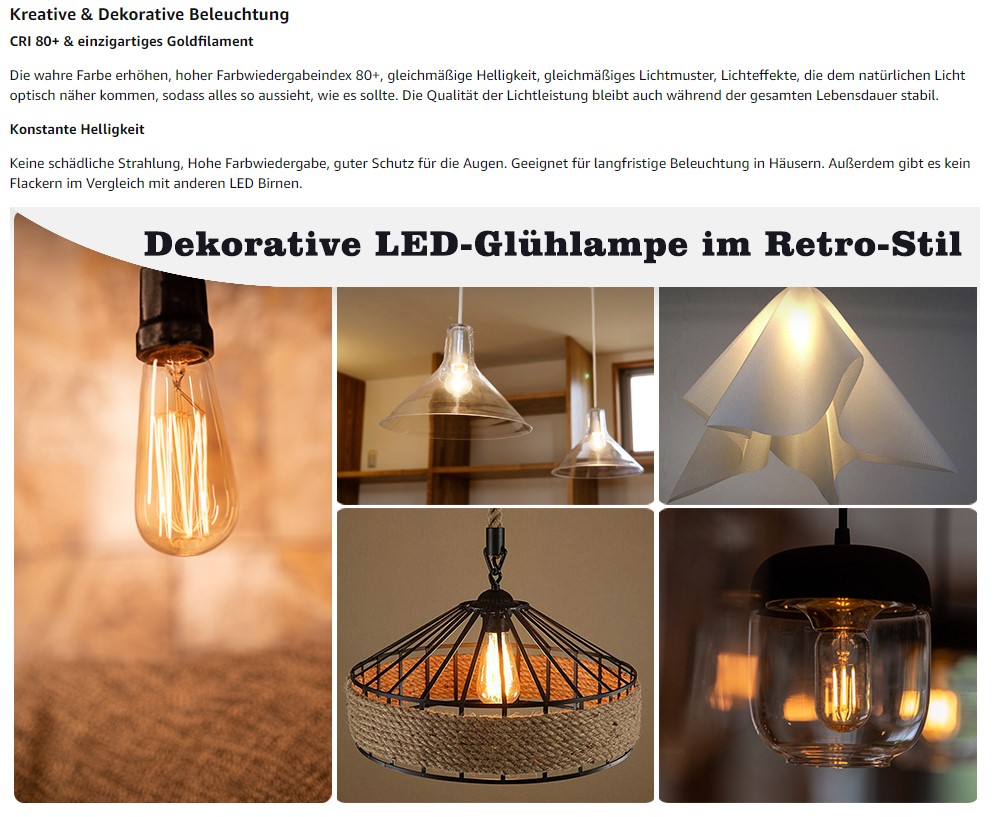 Kreative & Dekorative Beleuchtung
CRI 80+ & einzigartiges Goldfilament
Die wahre Farbe erhöhen, hoher Farbwiedergabeindex 80+, gleichmäßige Helligkeit, gleichmäßiges Lichtmuster, Lichteffekte, die dem natürlichen Licht
optisch näher kommen, sodass alles so aussieht, wie es sollte. Die Qualität der Lichtleistung bleibt auch während der gesamten Lebensdauer stabil.
Konstante Helligkeit
Keine schädliche Strahlung, Hohe Farbwiedergabe, guter Schutz für die Augen. Geeignet für langfristige Beleuchtung in Häusern. Außerdem gibt es kein
Flackern im Vergleich mit anderen LED Birnen.
Dekorative LED-Glühlampe im Retro-Stil